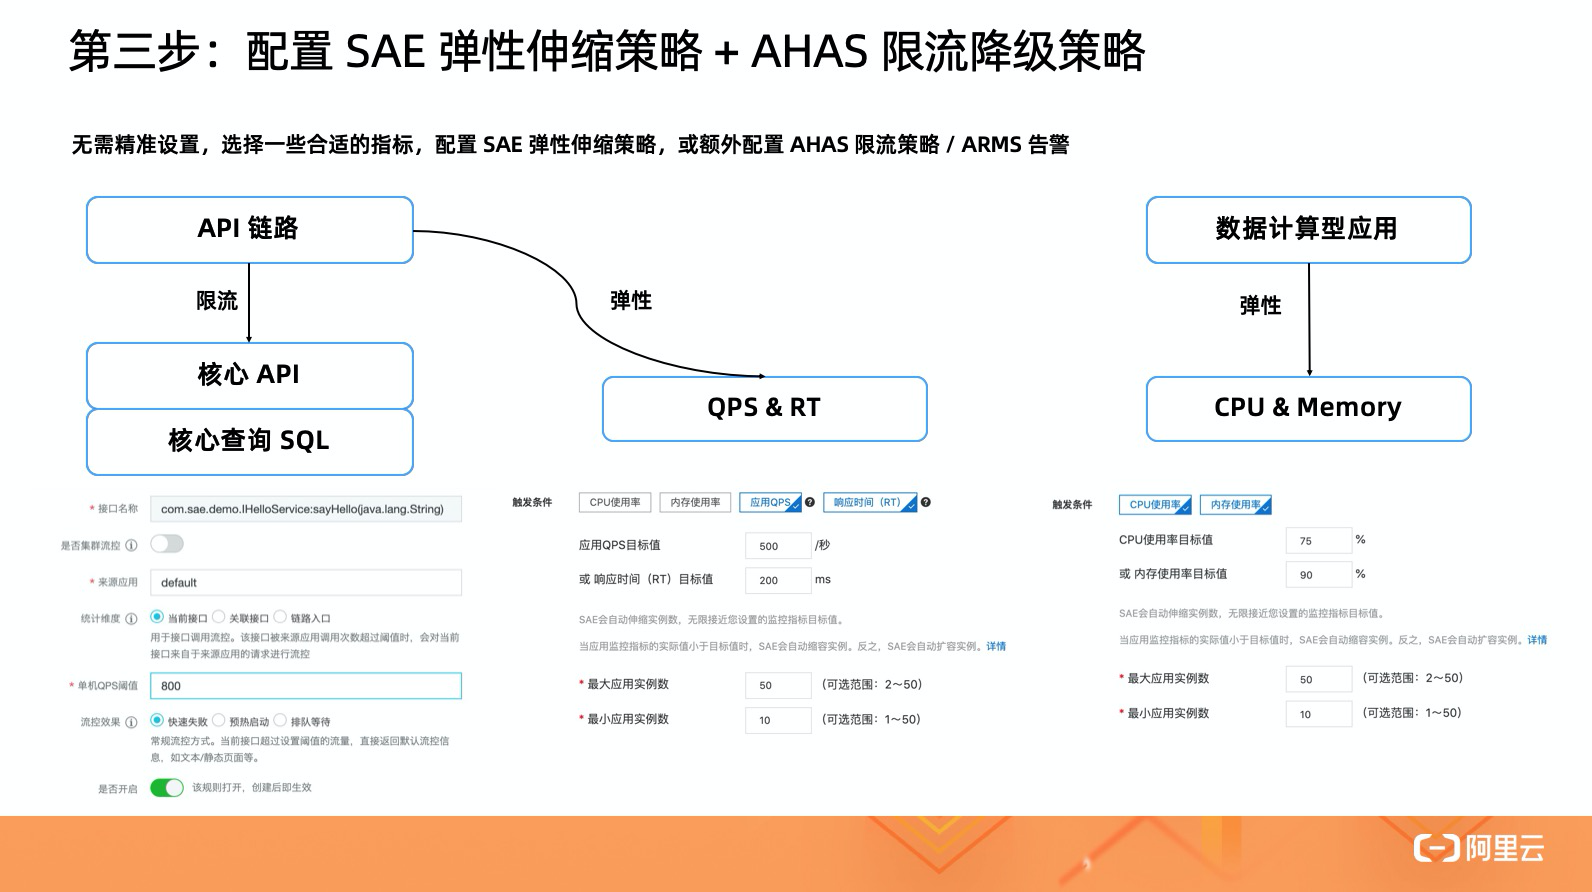 第三步：配置 SAE 弹性伸缩策略 + AHAS 限流降级策略
无需精准设置，选择一些合适的指标，配置 SAE 弹性伸缩策略，或额外配置 AHAS 限流策略 / ARMS 告警
API 链路
限流
弹性
核心 API
核心查询 SQL
QPS & RT
数据计算型应用
弹性
CPU & Memory
* 接口名称 com.sae.demo.IHelloService:sayHello(java.lang.String)
是否集群流控
* 来源应用 default
统计维度 当前接口 关联接口 链路入口
用于接口调用流控。该接口被来源应用调用次数超过阈值时，会对当前
接口来自于来源应用的请求进行流控
* 单机QPS阈值 800
流控效果 快速失败 预热启动 排队等待
常规流控方式。当前接口超过设置阈值的流量，直接返回默认流控信
息，如文本/静态页面等。
是否开启 该规则打开，创建后即生效
触发条件 CPU使用率 内存使用率 应用QPS 响应时间（RT）
应用QPS目标值 500 /秒
或 响应时间（RT）目标值 200 ms
SAE会自动伸缩实例数，无限接近您设置的监控指标目标值。
当应用监控指标的实际值小于目标值时，SAE会自动缩容实例。反之，SAE会自动扩容实例。详情
* 最大应用实例数 50 （可选范围：2～50）
* 最小应用实例数 10 （可选范围：1～50）
触发条件 CPU使用率 内存使用率
CPU使用率目标值 75 %
或 内存使用率目标值 90 %
SAE会自动伸缩实例数，无限接近您设置的监控指标目标值。
当应用监控指标的实际值小于目标值时，SAE会自动缩容实例。反之，SAE会自动扩容实例。详情
* 最大应用实例数 50 （可选范围：2～50）
* 最小应用实例数 10 （可选范围：1～50）
阿里云